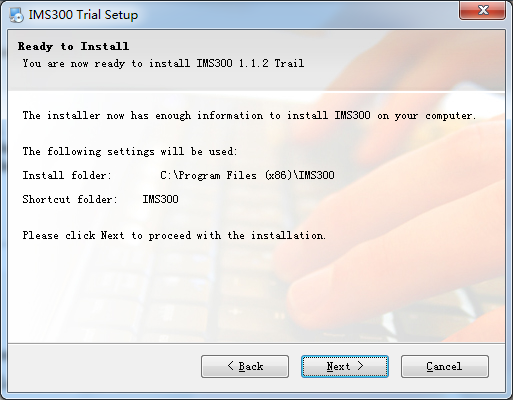 IMS300 Trial Setup
Ready to Install
You are now ready to install IMS300 1.1.2 Trail
The installer now has enough information to install IMS300 on your computer.
The following settings will be used:
Install folder: C:\Program Files (x86)\IMS300
Shortcut folder: IMS300
Please click Next to proceed with the installation.
< Back Next > Cancel